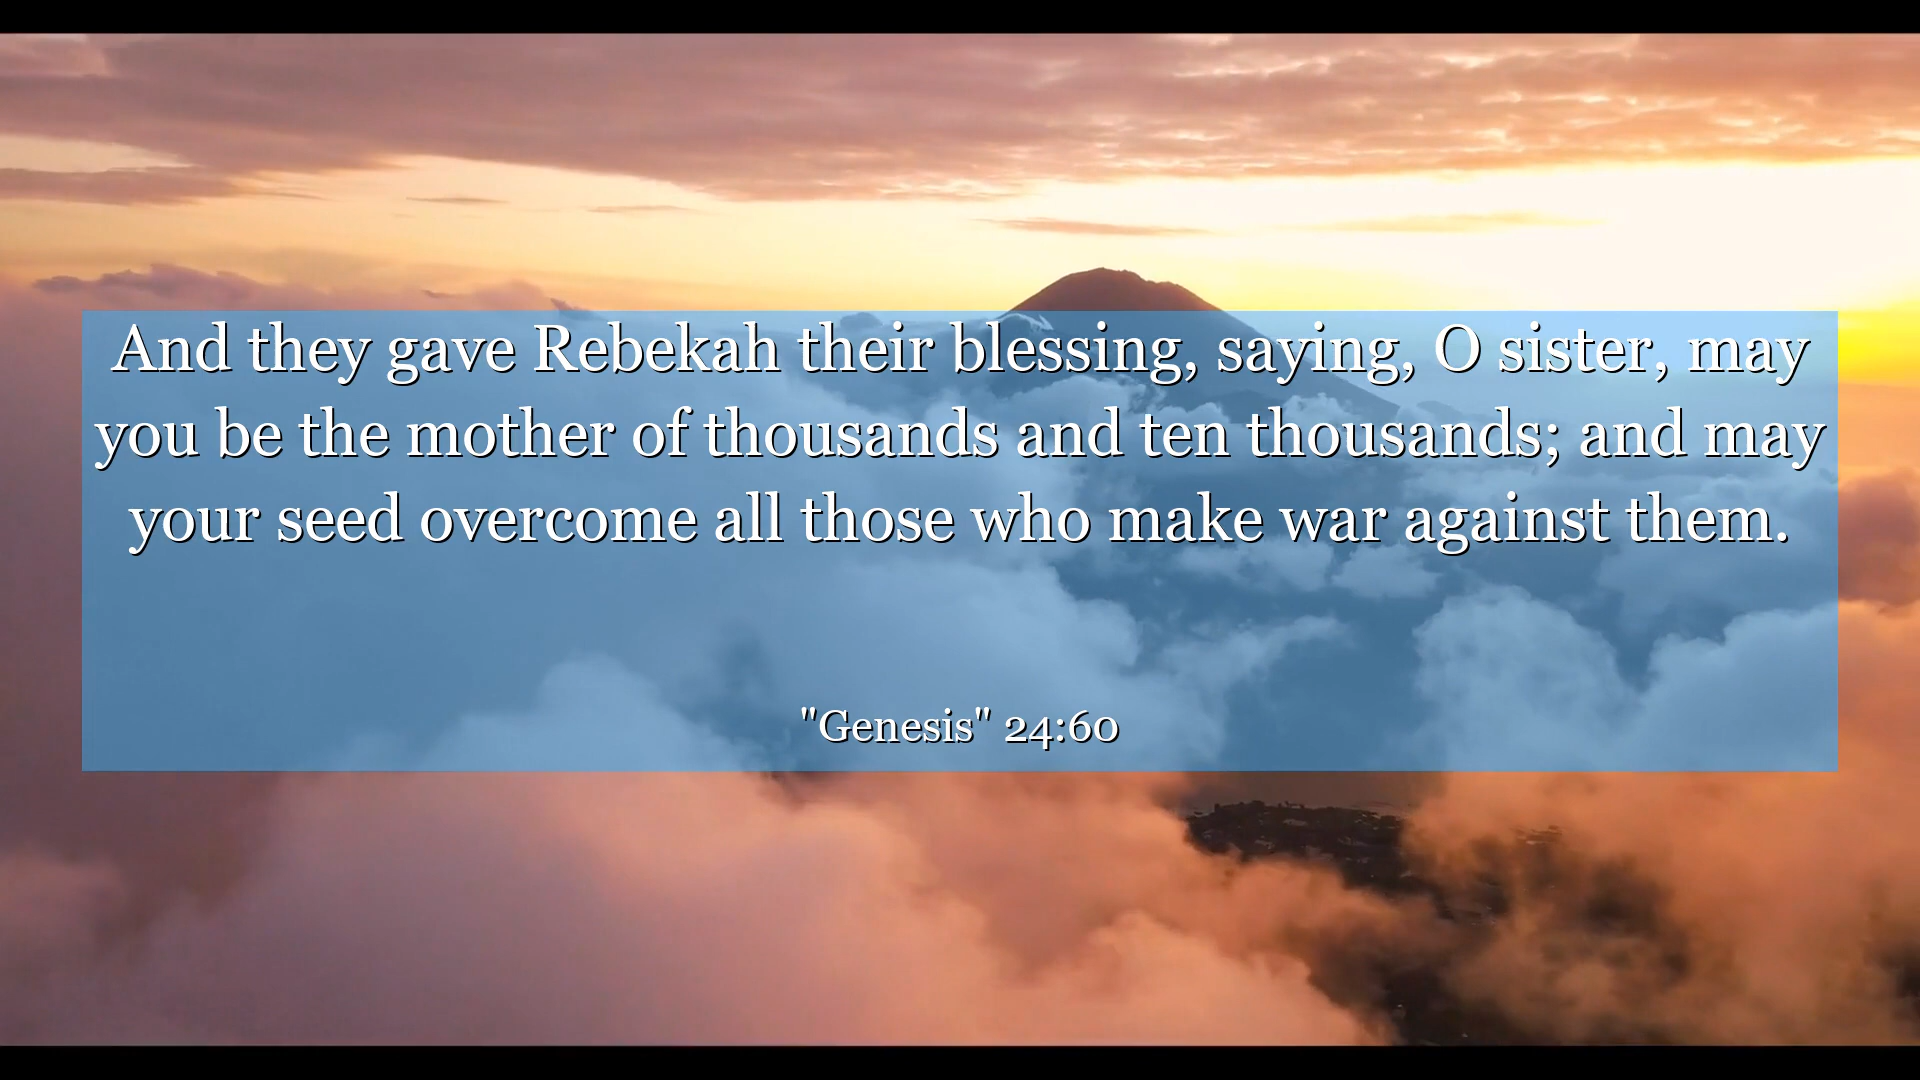 And they gave Rebekah their blessing, saying, O sister, may
you be the mother of thousands and ten thousands; and may
your seed overcome all those who make war against them.
"Genesis" 24:60